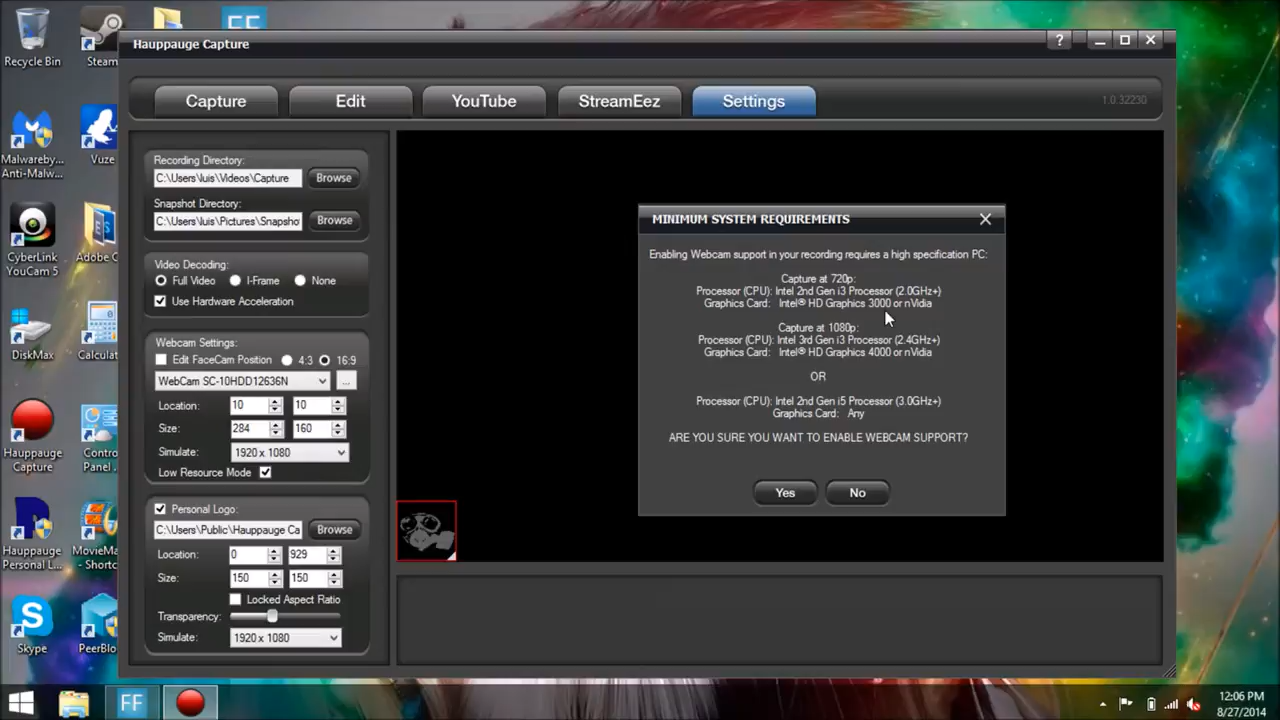 Recycle Bin
Steam
FF
Malwareby...
Anti-Malw...
Vuze
CyberLink
YouCam 5
Adobe C
DiskMax
Calculat
Hauppauge
Capture
Control
Panel ...
Hauppauge
Personal L...
MovieMa
- Shortc
Skype
PeerBlo
Hauppauge Capture
?
Capture
Edit
YouTube
StreamEez
Settings
1.0.32230
Recording Directory:
C:\Users\luis\Videos\Capture
Browse
Snapshot Directory:
C:\Users\luis\Pictures\Snapsho
Browse
Video Decoding:
Full Video
I-Frame
None
Use Hardware Acceleration
Webcam Settings:
Edit FaceCam Position
4:3
16:9
WebCam SC-10HDD12636N
...
Location:
10
10
Size:
284
160
Simulate:
1920 x 1080
Low Resource Mode
Personal Logo:
C:\Users\Public\Hauppauge Ca
Browse
Location:
0
929
Size:
150
150
Locked Aspect Ratio
Transparency:
Simulate:
1920 x 1080
MINIMUM SYSTEM REQUIREMENTS
Enabling Webcam support in your recording requires a high specification PC:
Capture at 720p:
Processor (CPU): Intel 2nd Gen i3 Processor (2.0GHz+)
Graphics Card: Intel® HD Graphics 3000 or nVidia
Capture at 1080p:
Processor (CPU): Intel 3rd Gen i3 Processor (2.4GHz+)
Graphics Card: Intel® HD Graphics 4000 or nVidia
OR
Processor (CPU): Intel 2nd Gen i5 Processor (3.0GHz+)
Graphics Card: Any
ARE YOU SURE YOU WANT TO ENABLE WEBCAM SUPPORT?
Yes
No
FF
12:06 PM
8/27/2014